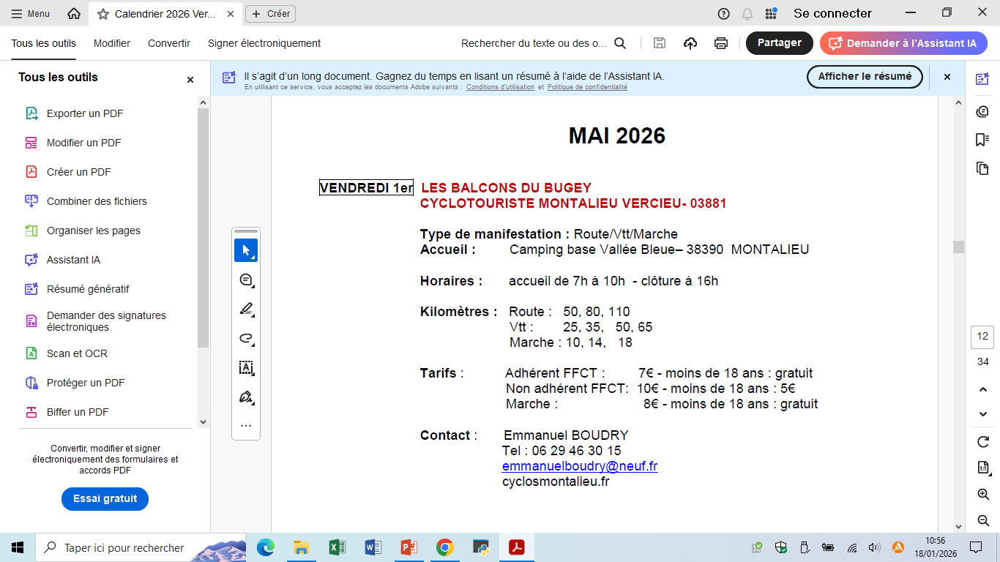 Menu
Calendrier 2026 Ver...
Créer
Se connecter
Tous les outils
Modifier
Convertir
Signer électroniquement
Rechercher du texte ou des o...
Partager
Demander à l'Assistant IA
Tous les outils
Il s'agit d'un long document. Gagnez du temps en lisant un résumé à l'aide de l'Assistant IA.
En utilisant ce service, vous acceptez les documents Adobe suivants : Conditions d'utilisation et Politique de confidentialité
Afficher le résumé
Exporter un PDF
Modifier un PDF
Créer un PDF
Combiner des fichiers
Organiser les pages
Assistant IA
Résumé génératif
Demander des signatures
électroniques
Scan et OCR
Protéger un PDF
Biffer un PDF
Convertir, modifier et signer
électroniquement des formulaires et
accords PDF
Essai gratuit
MAI 2026
VENDREDI 1er LES BALCONS DU BUGEY
CYCLOTOURISTE MONTALIEU VERCIEU- 03881
Type de manifestation : Route/Vtt/Marche
Accueil : Camping base Vallée Bleue– 38390 MONTALIEU
Horaires : accueil de 7h à 10h - clôture à 16h
Kilomètres : Route : 50, 80, 110
Vtt : 25, 35, 50, 65
Marche : 10, 14, 18
Tarifs : Adhérent FFCT : 7€ - moins de 18 ans : gratuit
Non adhérent FFCT: 10€ - moins de 18 ans : 5€
Marche : 8€ - moins de 18 ans : gratuit
Contact : Emmanuel BOUDRY
Tel : 06 29 46 30 15
emmanuelboudry@neuf.fr
cyclosmontalieu.fr
12
34
1:1
Taper ici pour rechercher
10:56
18/01/2026